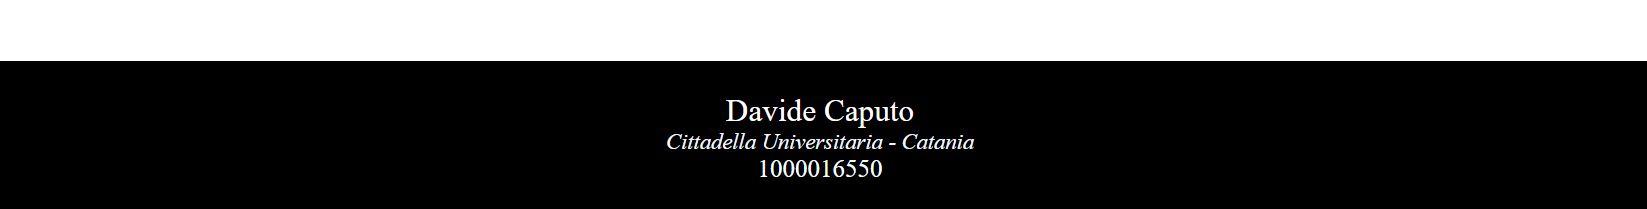 Davide Caputo
Cittadella Universitaria - Catania
1000016550